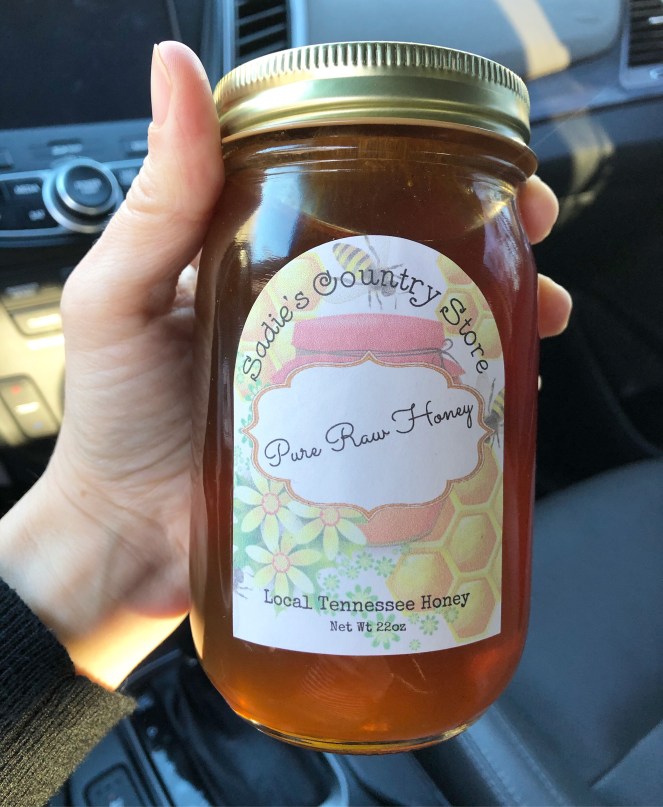 Sadie's Country Store
Pure Raw Honey
Local Tennessee Honey
Net Wt 22oz